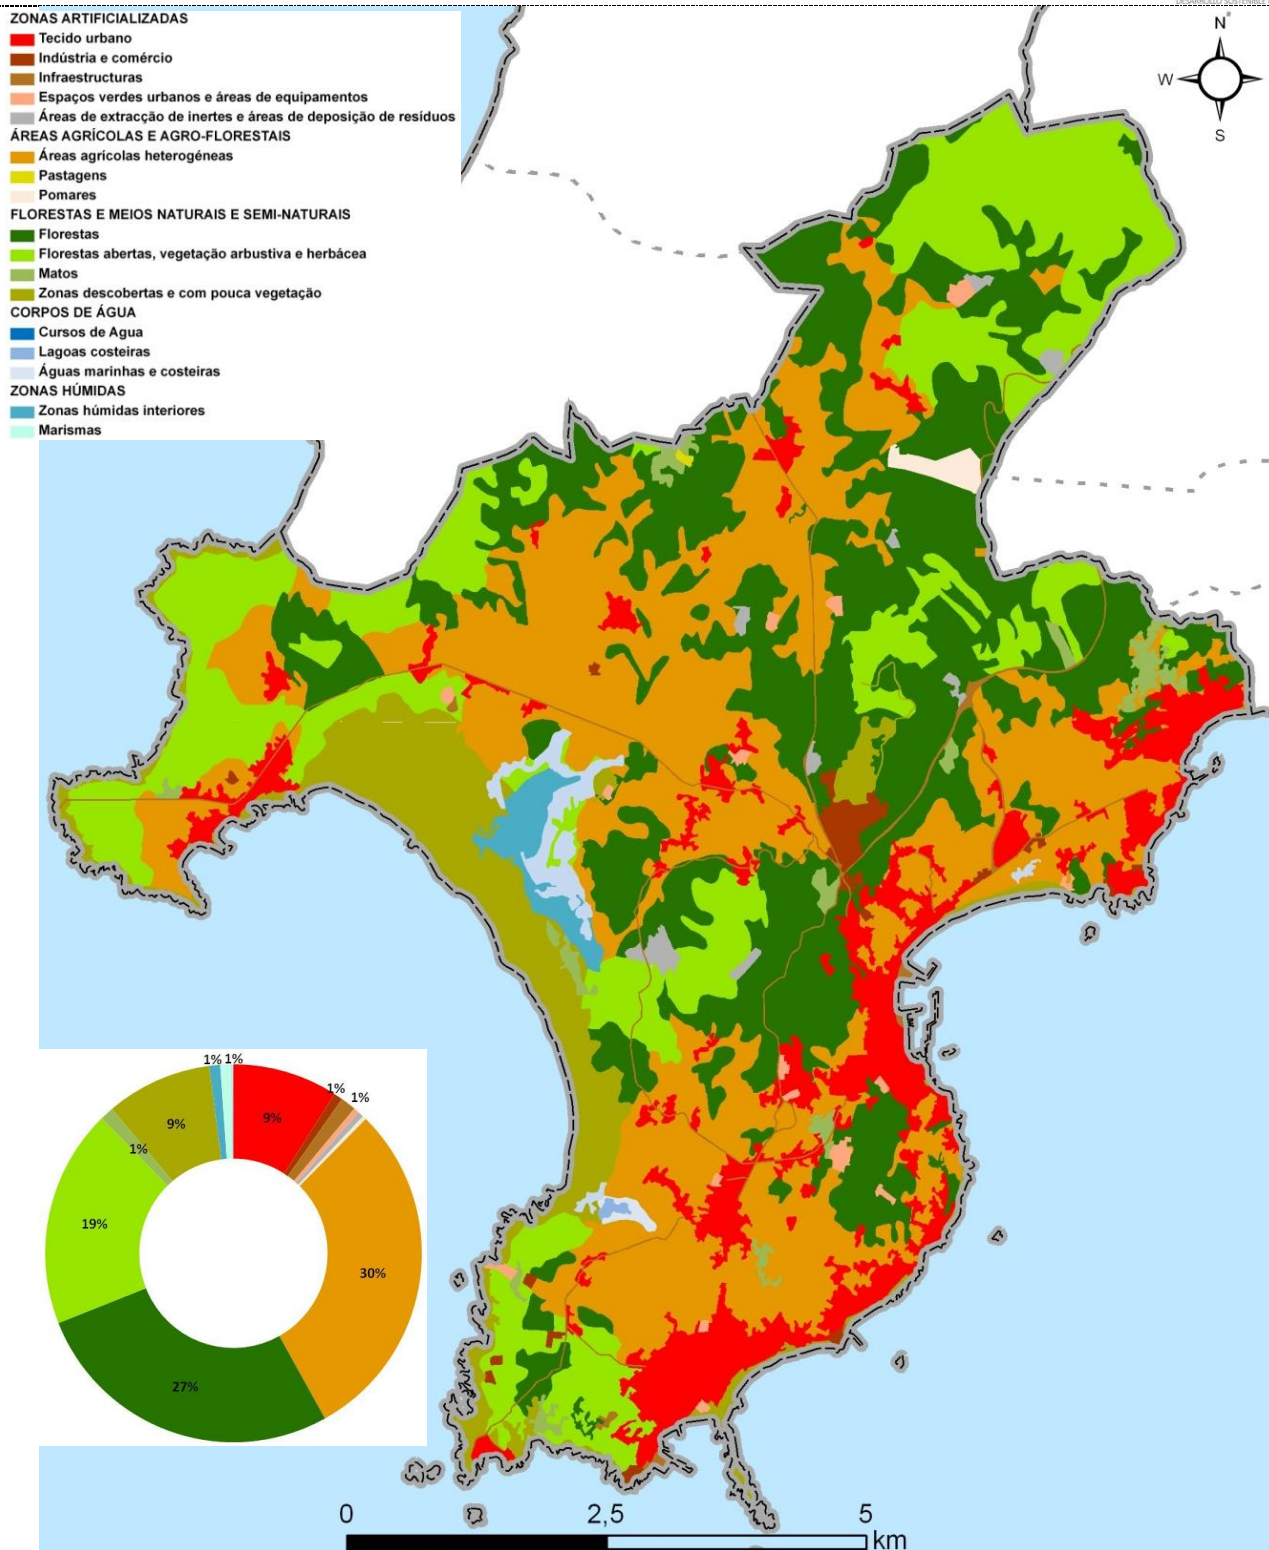 DESARROLLO SOSTENIBLE
ZONAS ARTIFICIALIZADAS
Tecido urbano
Indústria e comércio
Infraestructuras
Espaços verdes urbanos e áreas de equipamentos
Áreas de extracção de inertes e áreas de deposição de resíduos
ÁREAS AGRÍCOLAS E AGRO-FLORESTAIS
Áreas agrícolas heterogéneas
Pastagens
Pomares
FLORESTAS E MEIOS NATURAIS E SEMI-NATURAIS
Florestas
Florestas abertas, vegetação arbustiva e herbácea
Matos
Zonas descobertas e com pouca vegetação
CORPOS DE ÁGUA
Cursos de Agua
Lagoas costeiras
Águas marinhas e costeiras
ZONAS HÚMIDAS
Zonas húmidas interiores
Marismas
N
W
S
1% 1%
1%
1%
9%
9%
1%
19%
30%
27%
0 2,5 5
km